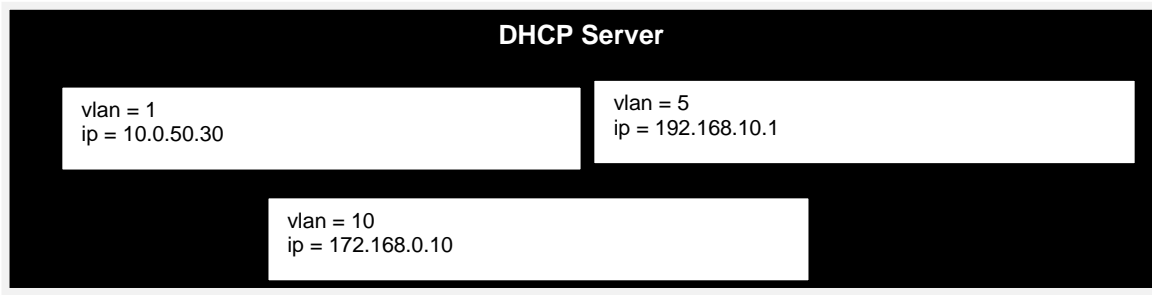 DHCP Server
vlan = 1
ip = 10.0.50.30
vlan = 5
ip = 192.168.10.1
vlan = 10
ip = 172.168.0.10